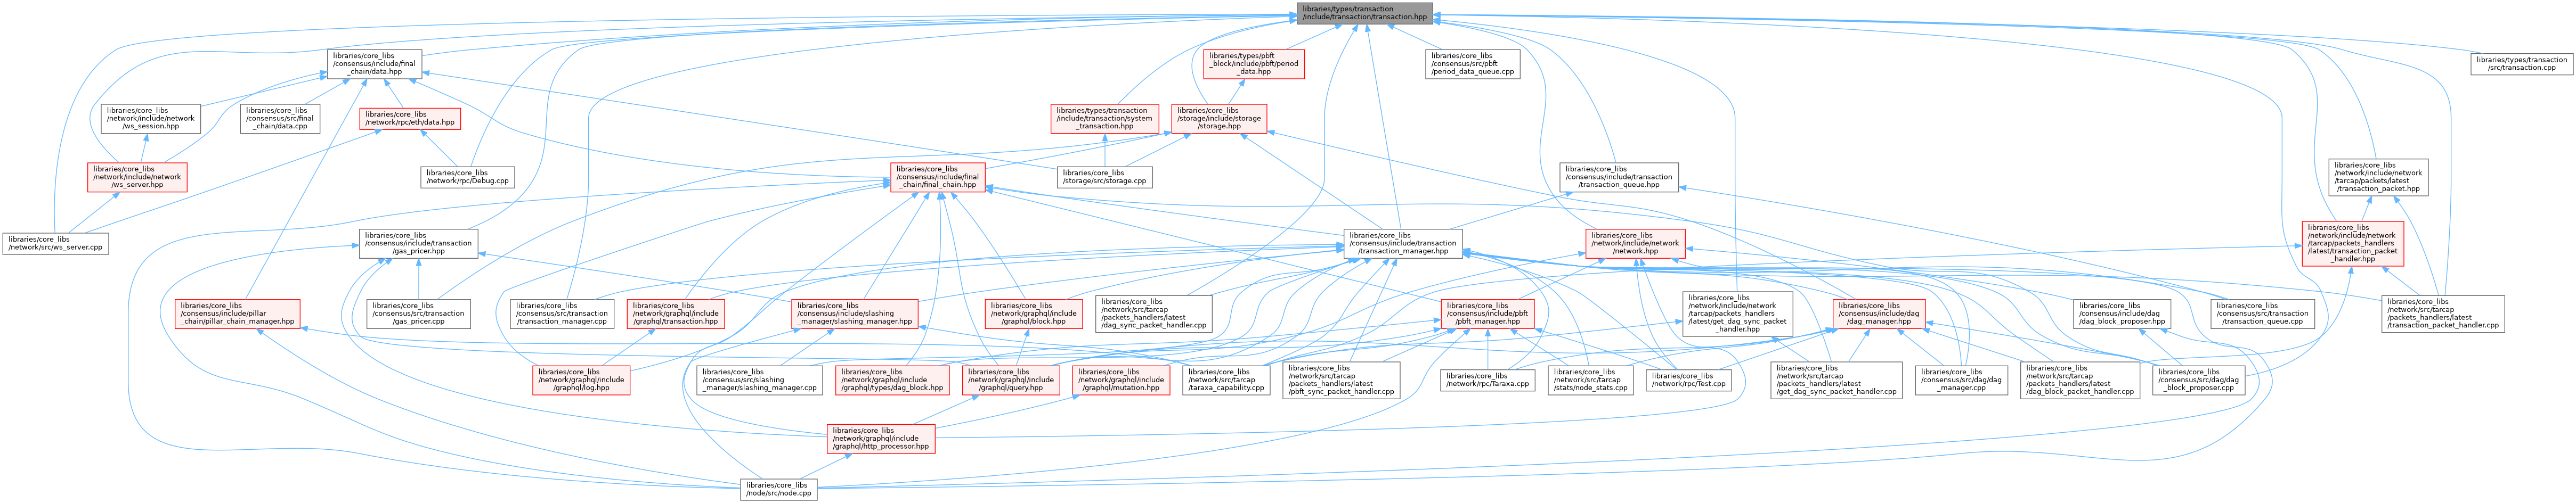 libraries/types/transaction
/include/transaction/transaction.hpp
libraries/core_libs
/consensus/include/final
_chain/data.hpp
libraries/types/pbft
_block/include/pbft/period
_data.hpp
libraries/core_libs
/consensus/src/pbft
/period_data_queue.cpp
libraries/types/transaction
/src/transaction.cpp
libraries/core_libs
/network/include/network
/ws_session.hpp
libraries/core_libs
/consensus/src/final
_chain/data.cpp
libraries/core_libs
/network/rpc/eth/data.hpp
libraries/types/transaction
/include/transaction/system
_transaction.hpp
libraries/core_libs
/storage/include/storage
/storage.hpp
libraries/core_libs
/network/include/network
/ws_server.hpp
libraries/core_libs
/network/rpc/Debug.cpp
libraries/core_libs
/consensus/include/final
_chain/final_chain.hpp
libraries/core_libs
/storage/src/storage.cpp
libraries/core_libs
/consensus/include/transaction
/transaction_queue.hpp
libraries/core_libs
/network/include/network
/tarcap/packets/latest
/transaction_packet.hpp
libraries/core_libs
/network/src/ws_server.cpp
libraries/core_libs
/consensus/include/transaction
/gas_pricer.hpp
libraries/core_libs
/consensus/include/transaction
/transaction_manager.hpp
libraries/core_libs
/network/include/network
/network.hpp
libraries/core_libs
/network/include/network
/tarcap/packets_handlers
/latest/transaction_packet
_handler.hpp
libraries/core_libs
/consensus/include/pillar
_chain/pillar_chain_manager.hpp
libraries/core_libs
/consensus/src/transaction
/gas_pricer.cpp
libraries/core_libs
/consensus/src/transaction
/transaction_manager.cpp
libraries/core_libs
/network/graphql/include
/graphql/transaction.hpp
libraries/core_libs
/consensus/include/slashing
_manager/slashing_manager.hpp
libraries/core_libs
/network/graphql/include
/graphql/block.hpp
libraries/core_libs
/network/src/tarcap
/packets_handlers/latest
/dag_sync_packet_handler.cpp
libraries/core_libs
/consensus/include/pbft
/pbft_manager.hpp
libraries/core_libs
/network/include/network
/tarcap/packets_handlers
/latest/get_dag_sync_packet
_handler.hpp
libraries/core_libs
/consensus/include/dag
/dag_manager.hpp
libraries/core_libs
/consensus/include/dag
/dag_block_proposer.hpp
libraries/core_libs
/consensus/src/transaction
/transaction_queue.cpp
libraries/core_libs
/network/src/tarcap
/packets_handlers/latest
/transaction_packet_handler.cpp
libraries/core_libs
/network/graphql/include
/graphql/log.hpp
libraries/core_libs
/consensus/src/slashing
_manager/slashing_manager.cpp
libraries/core_libs
/network/graphql/include
/graphql/types/dag_block.hpp
libraries/core_libs
/network/graphql/include
/graphql/query.hpp
libraries/core_libs
/network/graphql/include
/graphql/mutation.hpp
libraries/core_libs
/network/src/tarcap
/taraxa_capability.cpp
libraries/core_libs
/network/src/tarcap
/packets_handlers/latest
/pbft_sync_packet_handler.cpp
libraries/core_libs
/network/rpc/Taraxa.cpp
libraries/core_libs
/network/src/tarcap
/stats/node_stats.cpp
libraries/core_libs
/network/rpc/Test.cpp
libraries/core_libs
/network/src/tarcap
/packets_handlers/latest
/get_dag_sync_packet_handler.cpp
libraries/core_libs
/consensus/src/dag/dag
_manager.cpp
libraries/core_libs
/network/src/tarcap
/packets_handlers/latest
/dag_block_packet_handler.cpp
libraries/core_libs
/consensus/src/dag/dag
_block_proposer.cpp
libraries/core_libs
/network/graphql/include
/graphql/http_processor.hpp
libraries/core_libs
/node/src/node.cpp